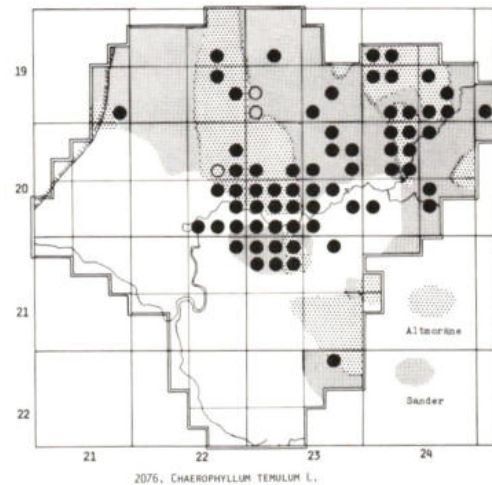 19
20
Altmoräne
21
Sander
22
21 22 23 24
2076. CHAEROPHYLLUM TEMULUM L.